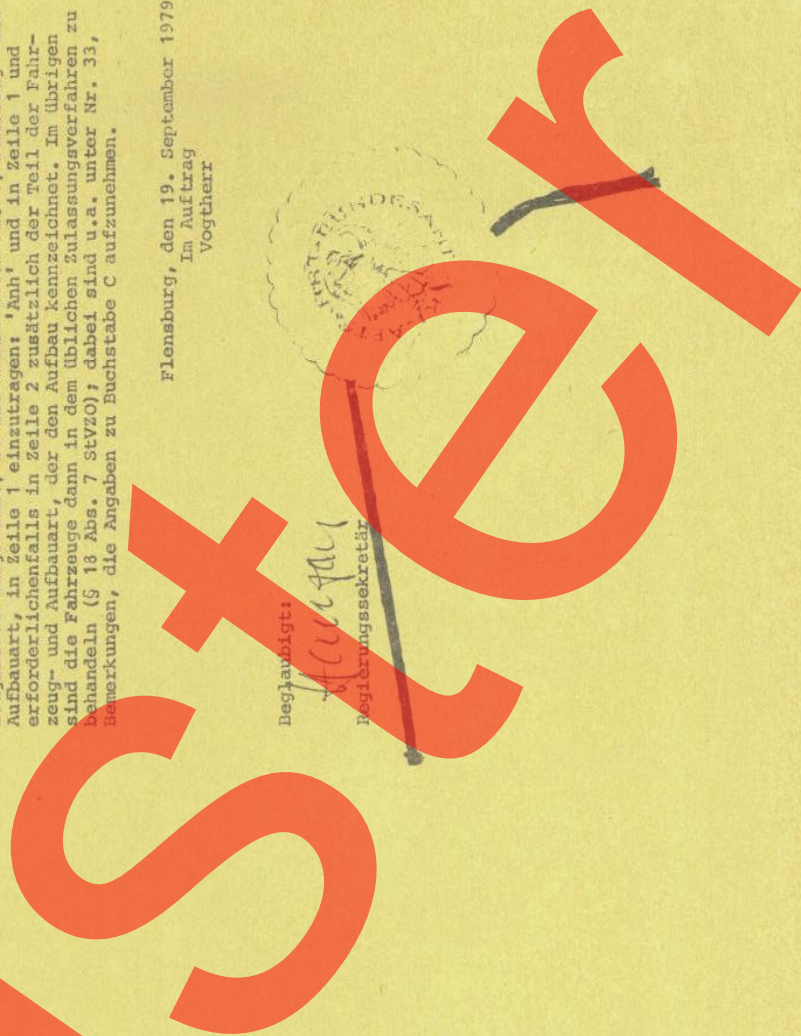 Aufbauart, in Zeile 1 einzutragen: 'Anh' und in Zeile 1 und
erforderlichenfalls in Zeile 2 zusätzlich der Teil der Fahr-
zeug- und Aufbauart, der den Aufbau kennzeichnet. Im übrigen
sind die Fahrzeuge dann in dem üblichen Zulassungsverfahren zu
behandeln (§ 18 Abs. 7 StVZO); dabei sind u.a. unter Nr. 33,
Bemerkungen, die Angaben zu Buchstabe C aufzunehmen.
Flensburg, den 19. September 1979
Im Auftrag
Vogtherr
KRAFTFAHRT-BUNDESAMT
Beglaubigt:
Regierungssekretär
ster